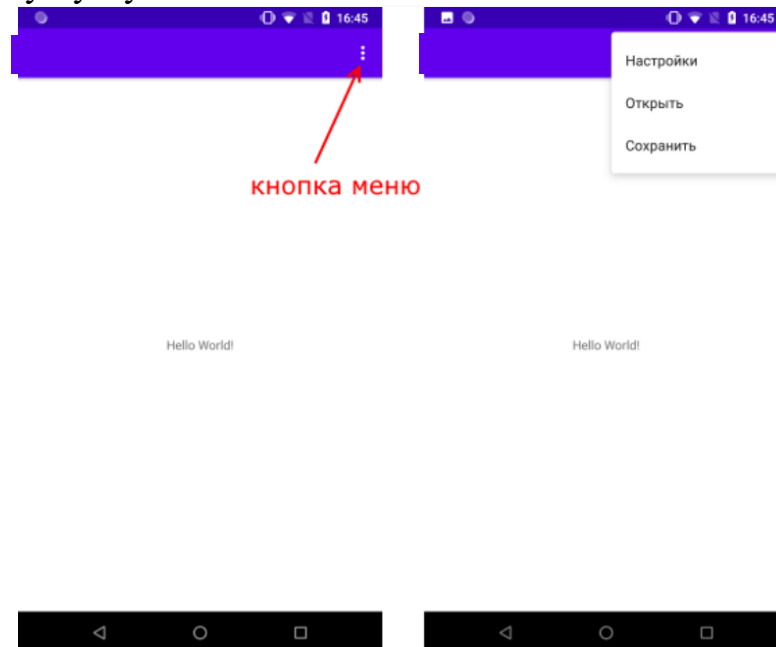 16:45
кнопка меню
Hello World!
16:45
Настройки
Открыть
Сохранить
Hello World!